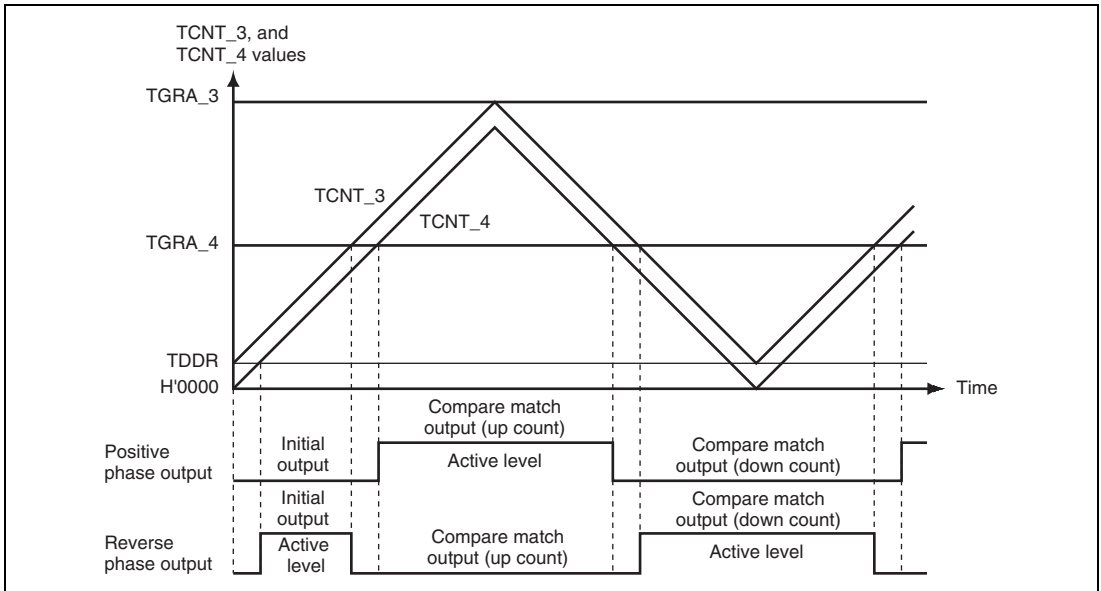 TCNT_3, and
TCNT_4 values
TGRA_3
TCNT_3
TCNT_4
TGRA_4
TDDR
H'0000
Time
Compare match
output (up count)
Positive
phase output
Initial
output
Active level
Compare match
output (down count)
Initial
output
Compare match
output (down count)
Reverse
phase output
Active
level
Compare match
output (up count)
Active level